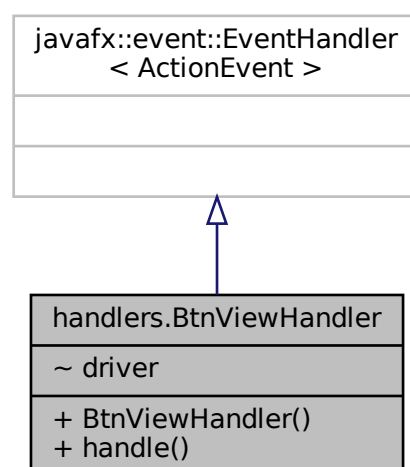 javafx::event::EventHandler
< ActionEvent >
handlers.BtnViewHandler
~ driver
+ BtnViewHandler()
+ handle()